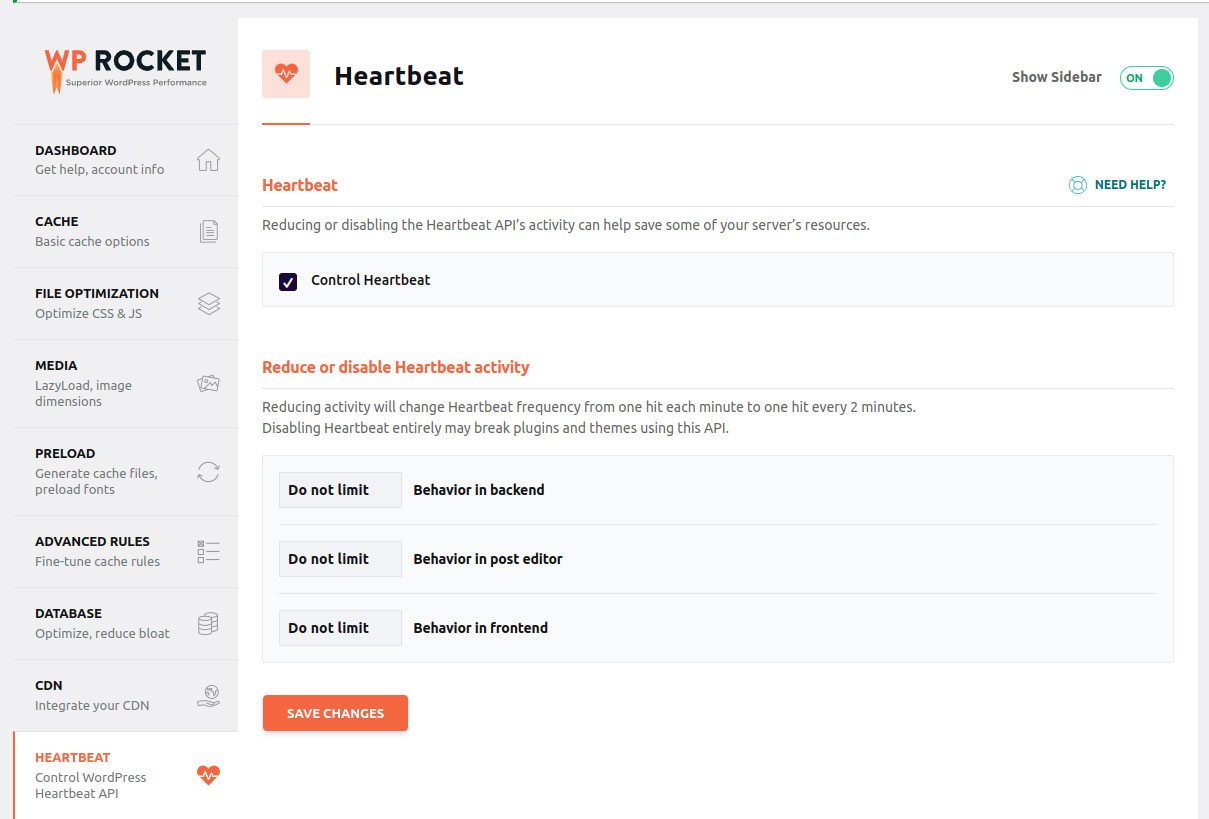 WP ROCKET
Superior WordPress Performance
DASHBOARD
Get help, account info
CACHE
Basic cache options
FILE OPTIMIZATION
Optimize CSS & JS
MEDIA
LazyLoad, image
dimensions
PRELOAD
Generate cache files,
preload fonts
ADVANCED RULES
Fine-tune cache rules
DATABASE
Optimize, reduce bloat
CDN
Integrate your CDN
HEARTBEAT
Control WordPress
Heartbeat API
Heartbeat
Show Sidebar ON
Heartbeat
NEED HELP?
Reducing or disabling the Heartbeat API’s activity can help save some of your server’s resources.
Control Heartbeat
Reduce or disable Heartbeat activity
Reducing activity will change Heartbeat frequency from one hit each minute to one hit every 2 minutes.
Disabling Heartbeat entirely may break plugins and themes using this API.
Do not limit Behavior in backend
Do not limit Behavior in post editor
Do not limit Behavior in frontend
SAVE CHANGES